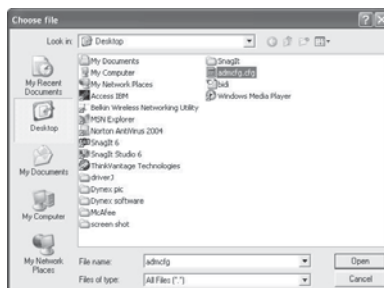 Choose file
Look in: Desktop
My Recent Documents
Desktop
My Documents
My Computer
My Network Places
My Documents
My Computer
My Network Places
Access IBM
Belkin Wireless Networking Utility
MSN Explorer
Norton AntiVirus 2004
SnagIt 6
SnagIt Studio 6
ThinkVantage Technologies
driverJ
Dynex pic
Dynex software
McAfee
screen shot
SnagIt
admcfg.cfg
bidi
Windows Media Player
File name: admcfg Open
Files of type: All Files (*.*) Cancel